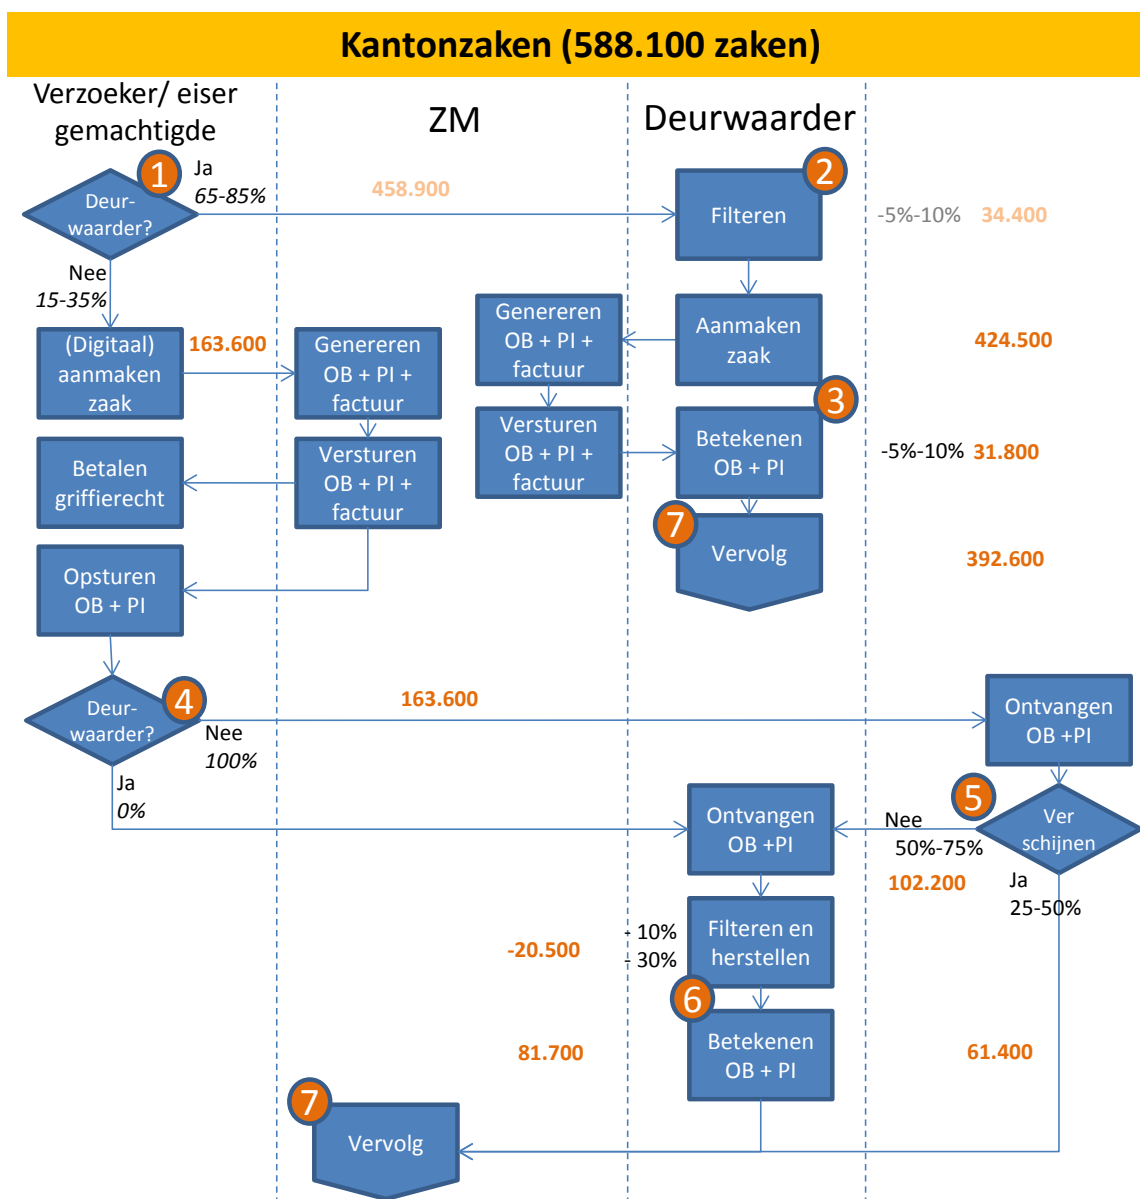 Kantonzaken (588.100 zaken)
Verzoeker/ eiser
gemachtigde
ZM
Deurwaarder
1
Ja
65-85%
458.900
2
Deur-
waarder?
Filteren
-5%-10%
34.400
Nee
15-35%
(Digitaal)
aanmaken
zaak
163.600
Genereren
OB + PI +
factuur
Genereren
OB + PI +
factuur
Aanmaken
zaak
424.500
3
Betalen
griffierecht
Versturen
OB + PI +
factuur
Versturen
OB + PI +
factuur
Betekenen
OB + PI
-5%-10%
31.800
7
Vervolg
392.600
Opsturen
OB + PI
4
Deur-
waarder?
163.600
Nee
100%
Ontvangen
OB +PI
Ja
0%
5
Ver
schijnen
Ontvangen
OB +PI
Nee
50%-75%
102.200
Ja
25-50%
-20.500
- 10%
- 30%
Filteren en
herstellen
6
81.700
Betekenen
OB + PI
61.400
7
Vervolg